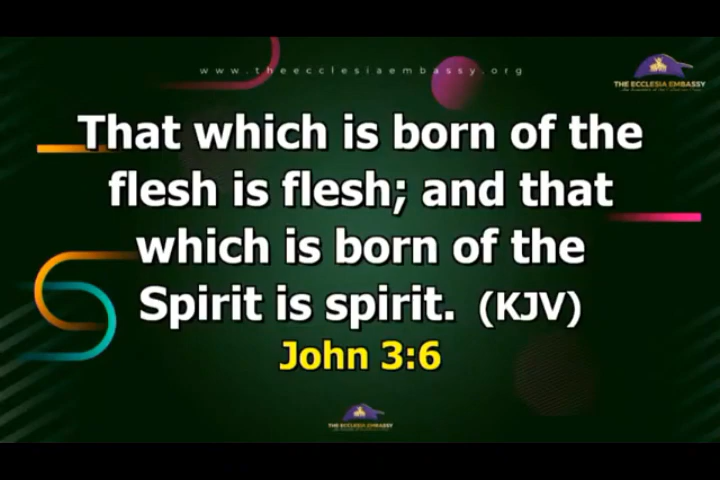 www.theecclesiaembassy.org
THE ECCLESIA EMBASSY
That which is born of the
flesh is flesh; and that
which is born of the
Spirit is spirit. (KJV)
John 3:6
THE ECCLESIA EMBASSY